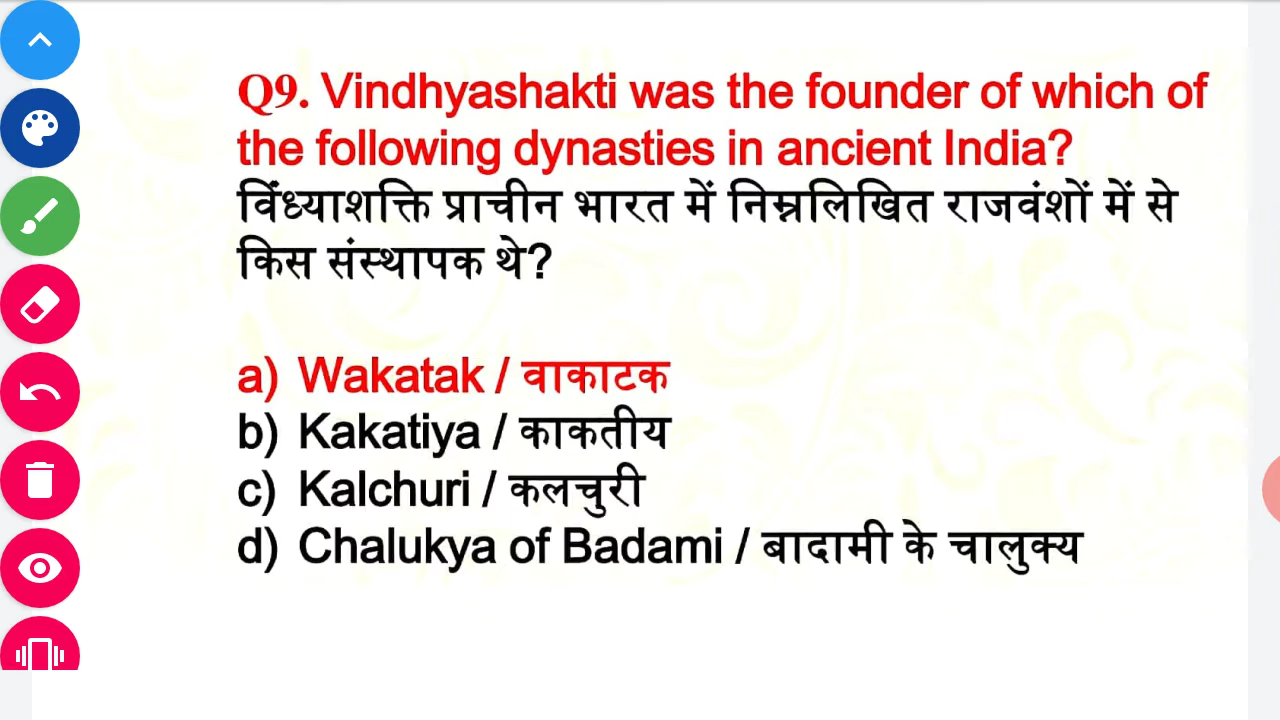 Q9. Vindhyashakti was the founder of which of
the following dynasties in ancient India?
विंध्याशक्ति प्राचीन भारत में निम्नलिखित राजवंशों में से
किस संस्थापक थे?
a) Wakatak / वाकाटक
b) Kakatiya / काकतीय
c) Kalchuri / कलचुरी
d) Chalukya of Badami / बादामी के चालुक्य